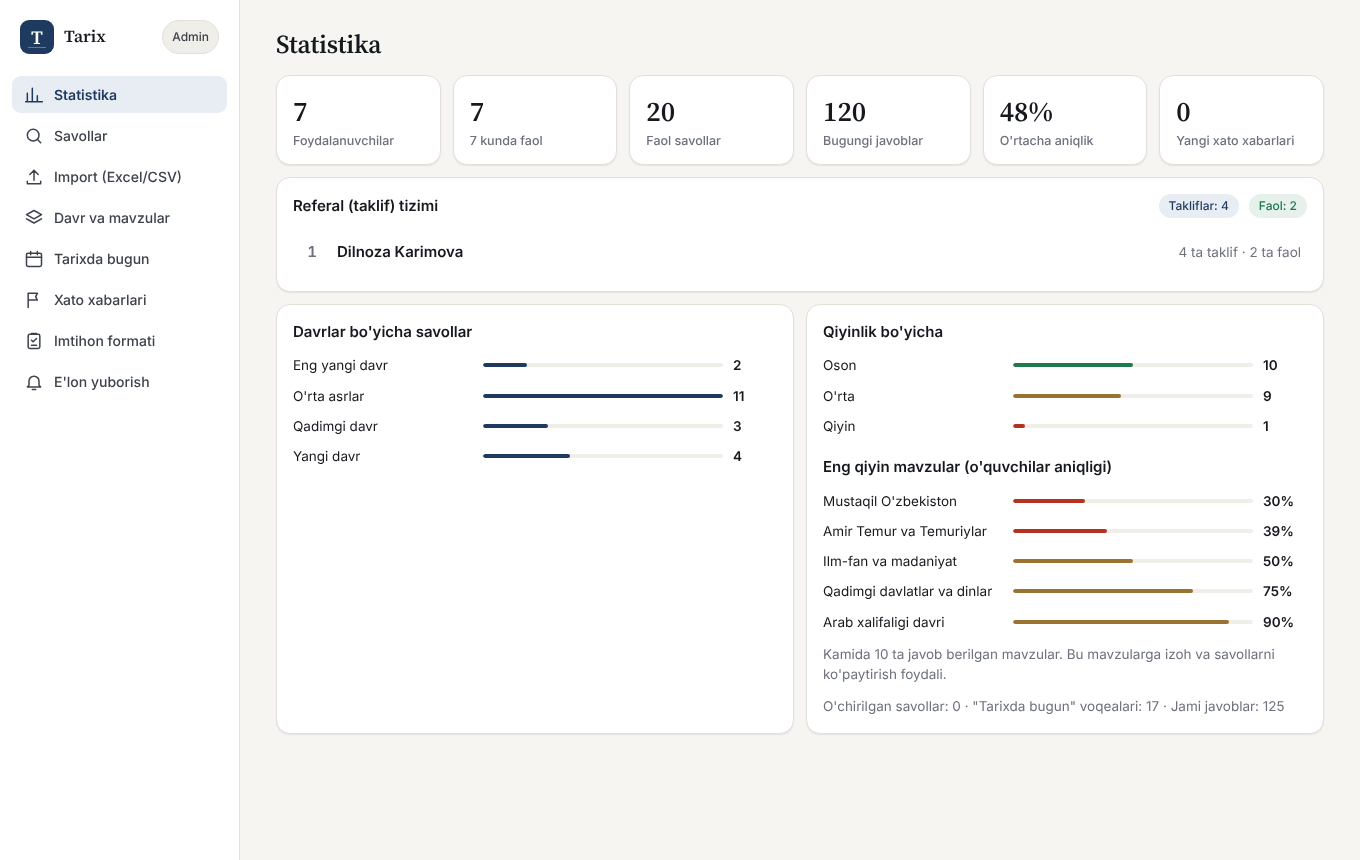 T
Tarix
Admin
Statistika
Savollar
Import (Excel/CSV)
Davr va mavzular
Tarixda bugun
Xato xabarlari
Imtihon formati
E'lon yuborish
Statistika
7
Foydalanuvchilar
7
7 kunda faol
20
Faol savollar
120
Bugungi javoblar
48%
O'rtacha aniqlik
0
Yangi xato xabarlari
Referal (taklif) tizimi
Takliflar: 4
Faol: 2
1 Dilnoza Karimova 4 ta taklif · 2 ta faol
Davrlar bo'yicha savollar
Eng yangi davr 2
O'rta asrlar 11
Qadimgi davr 3
Yangi davr 4
Qiyinlik bo'yicha
Oson 10
O'rta 9
Qiyin 1
Eng qiyin mavzular (o'quvchilar aniqligi)
Mustaqil O'zbekiston 30%
Amir Temur va Temuriylar 39%
Ilm-fan va madaniyat 50%
Qadimgi davlatlar va dinlar 75%
Arab xalifaligi davri 90%
Kamida 10 ta javob berilgan mavzular. Bu mavzularga izoh va savollarni
ko'paytirish foydali.
O'chirilgan savollar: 0 · "Tarixda bugun" voqealari: 17 · Jami javoblar: 125